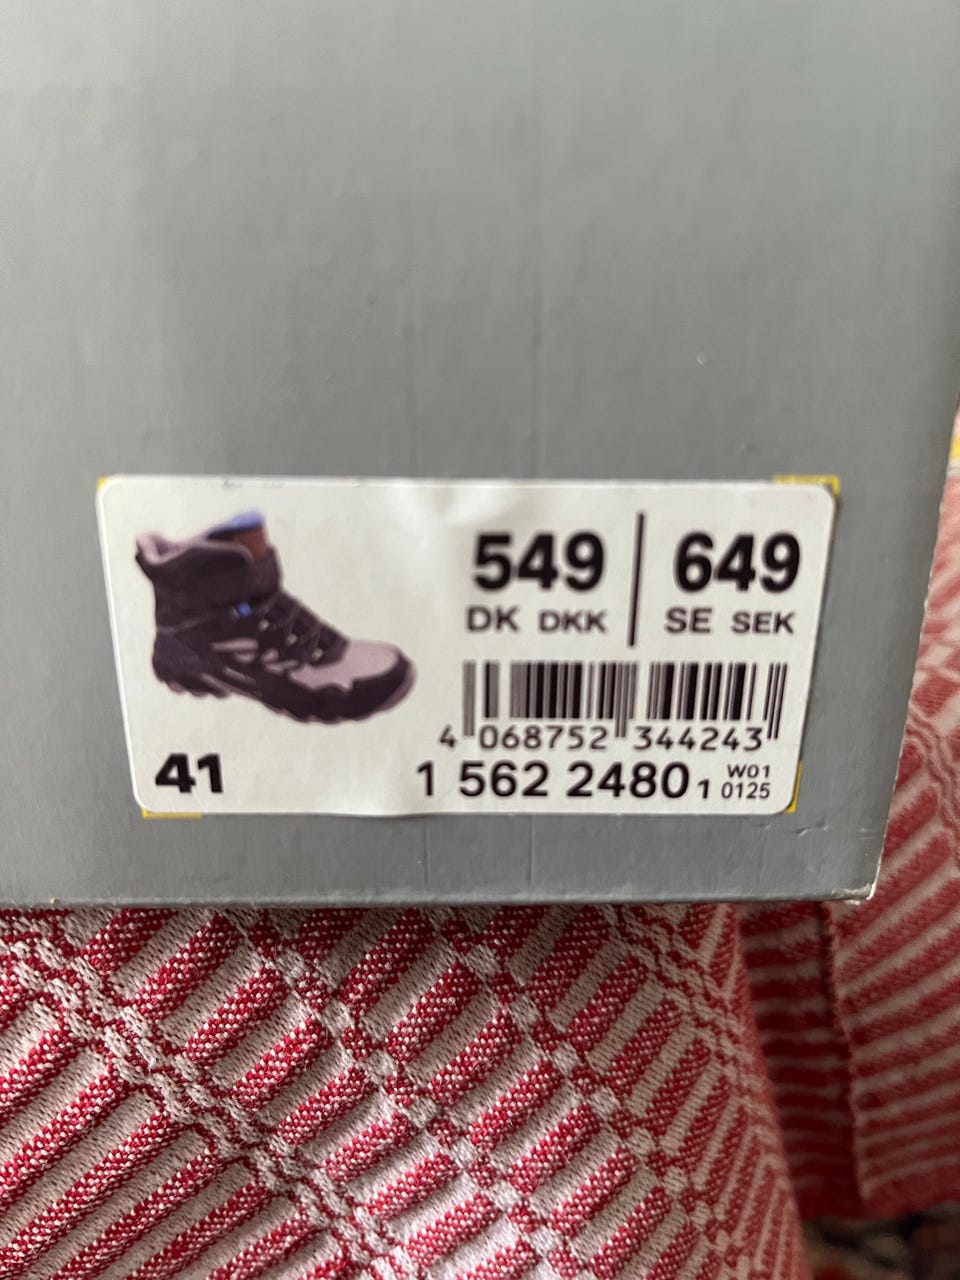 549 | 649
DK DKK SE SEK
4 068752 344243
41
1 562 2480 1 W01
0125